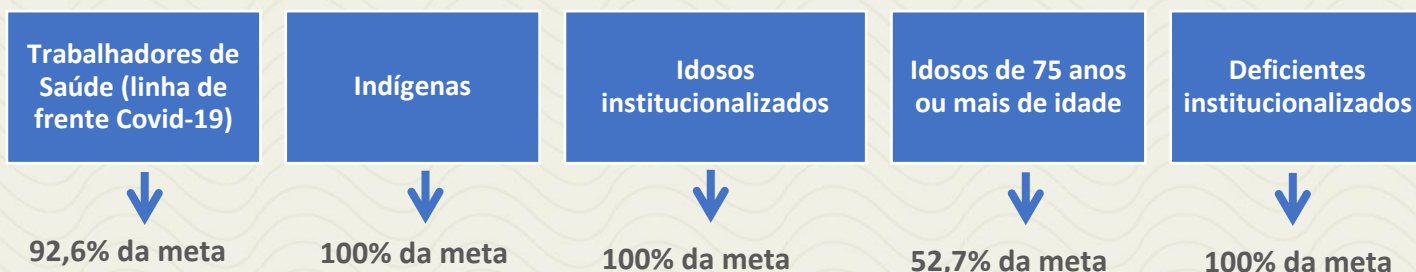 Trabalhadores de
Saúde (linha de
frente Covid-19)
92,6% da meta
Indígenas
100% da meta
Idosos
institucionalizados
100% da meta
Idosos de 75 anos
ou mais de idade
52,7% da meta
Deficientes
institucionalizados
100% da meta